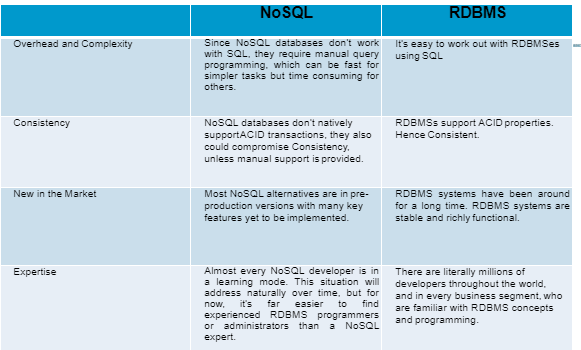 NoSQL RDBMS
Overhead and Complexity
Since NoSQL databases don't work
with SQL, they require manual query
programming, which can be fast for
simpler tasks but time consuming for
others.
It's easy to work out with RDBMSes
using SQL
Consistency
NoSQL databases don't natively
supportACID transactions, they also
could compromise Consistency,
unless manual support is provided.
RDBMSs support ACID properties.
Hence Consistent.
New in the Market
Most NoSQL alternatives are in pre-
production versions with many key
features yet to be implemented.
RDBMS systems have been around
for a long time. RDBMS systems are
stable and richly functional.
Expertise
Almost every NoSQL developer is in
a learning mode. This situation will
address naturally over time, but for
now, it's far easier to find
experienced RDBMS programmers
or administrators than a NoSQL
expert.
There are literally millions of
developers throughout the world,
and in every business segment, who
are familiar with RDBMS concepts
and programming.